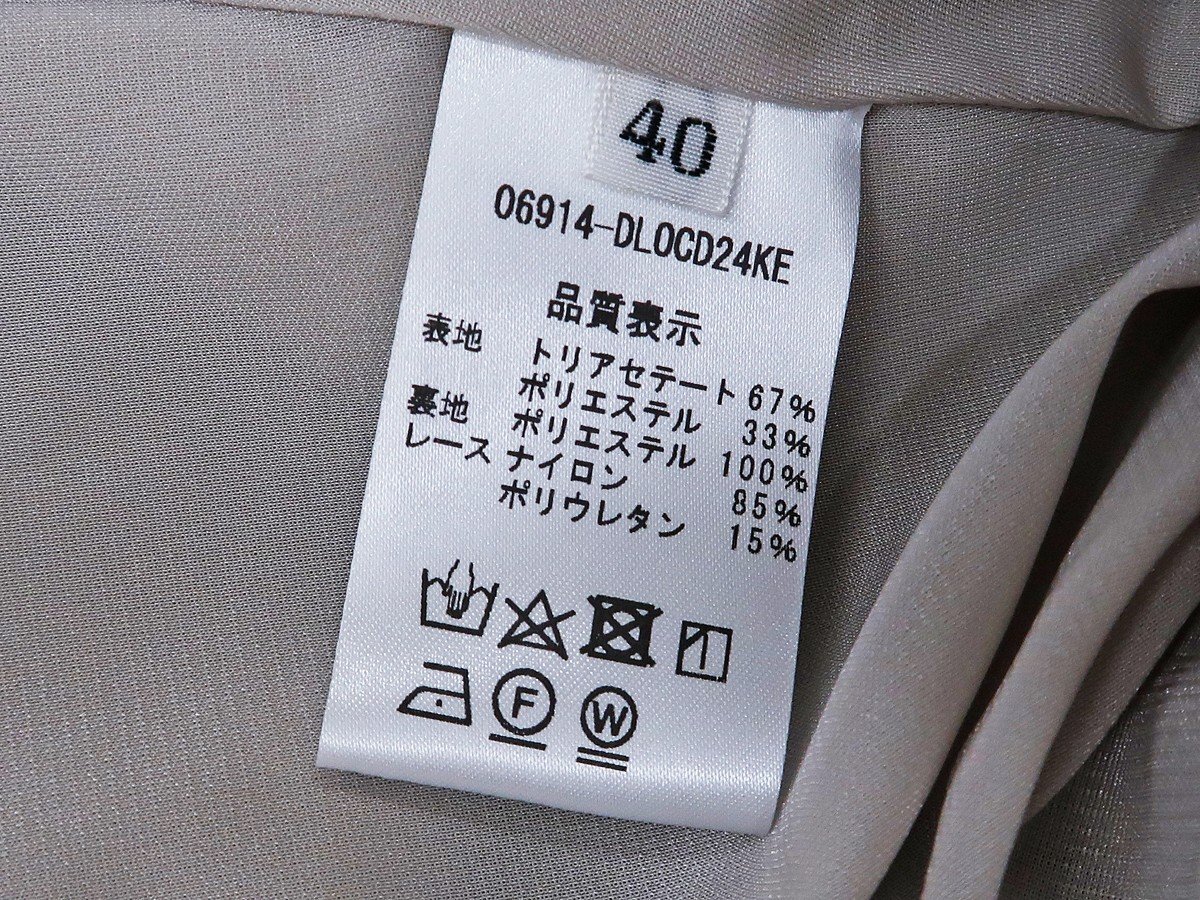 40
06914-DLOCD24KE
品質表示
表地 トリアセテート 67%
ポリエステル 33%
裏地 ポリエステル 100%
レース ナイロン 85%
ポリウレタン 15%
F W